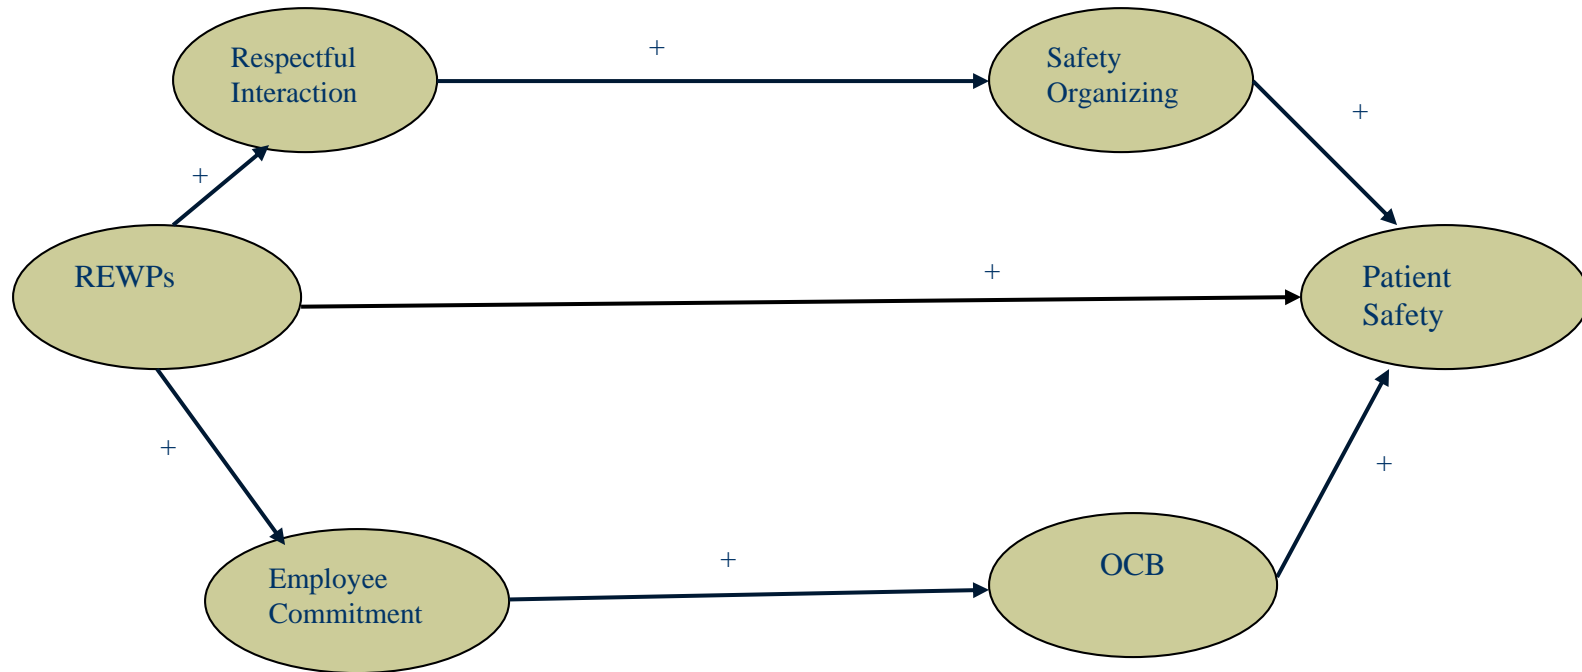 Respectful
Interaction
+
Safety
Organizing
+
+
REWPs
+
Patient
Safety
+
+
Employee
Commitment
+
OCB